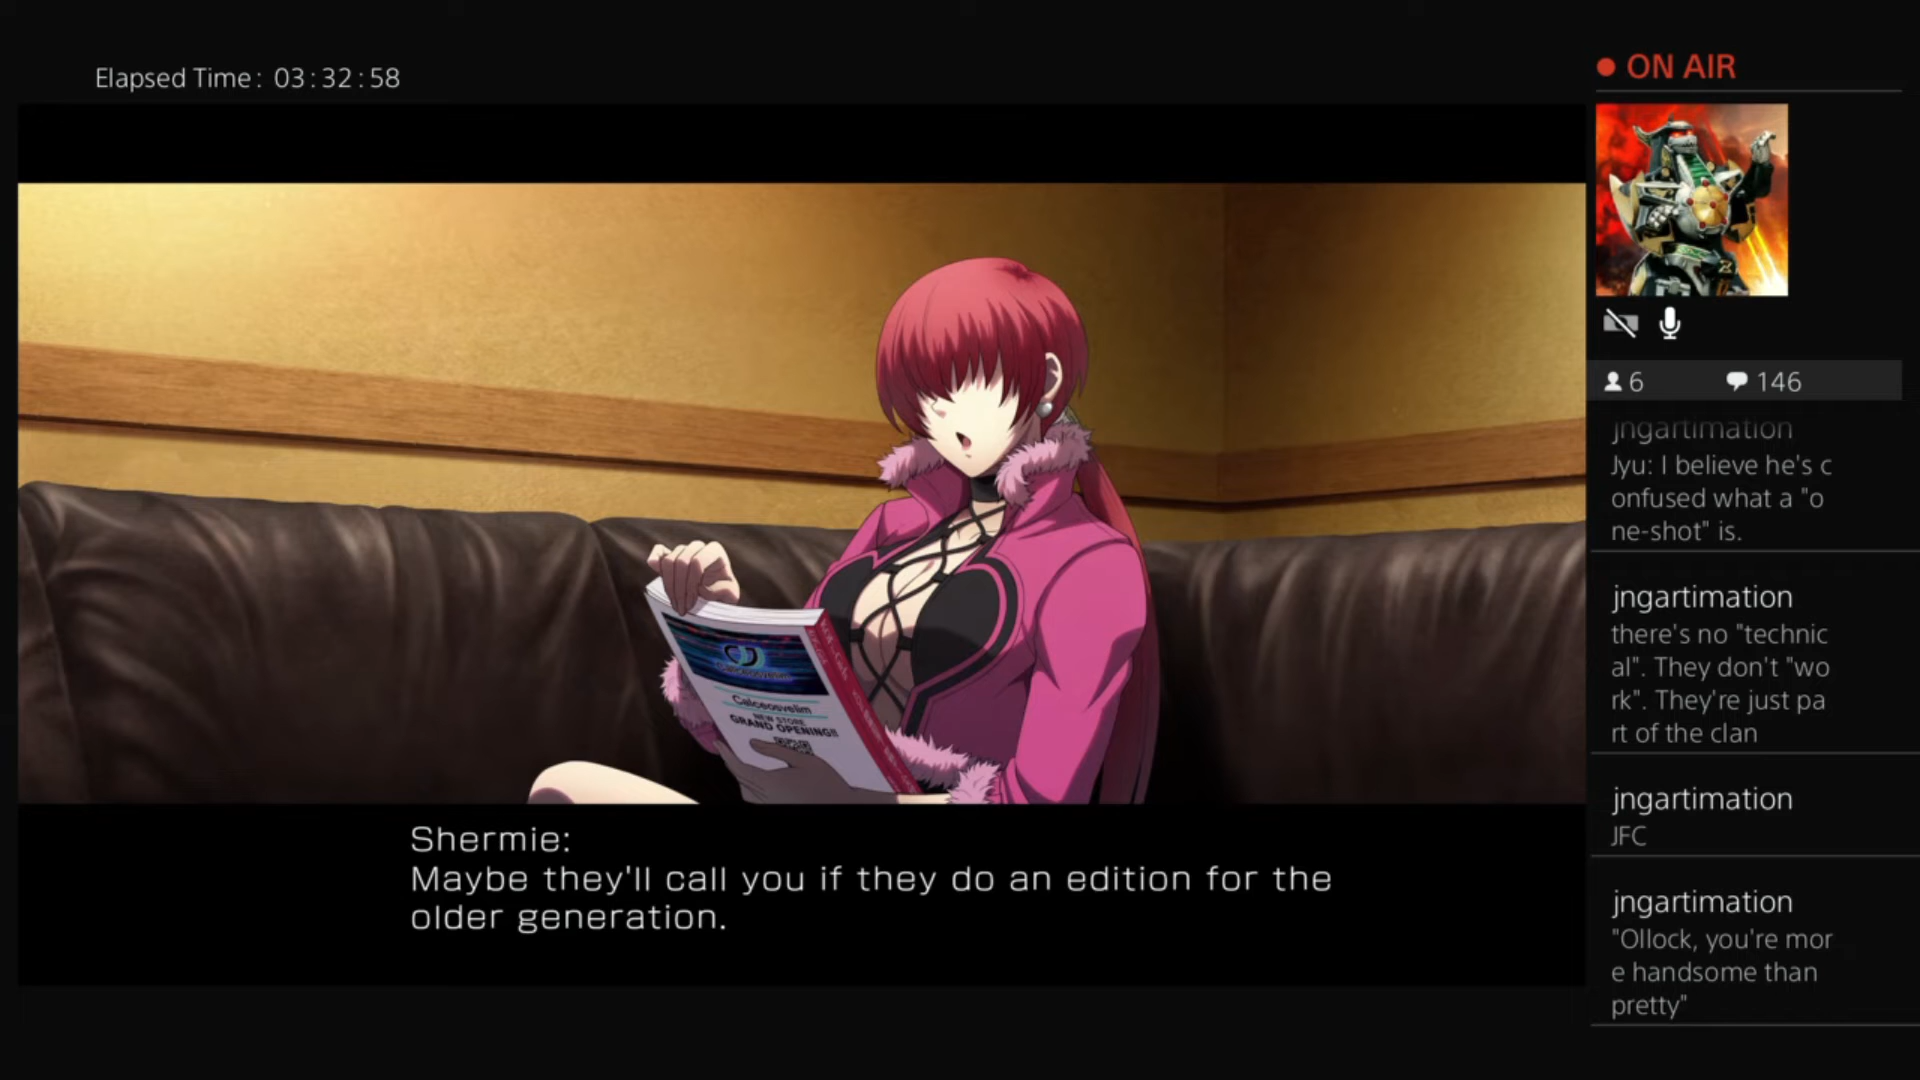 Elapsed Time: 03:32:58
ON AIR
6
146
jngartimation
Jyu: I believe he's c
onfused what a "o
ne-shot" is.
jngartimation
there's no "technic
al". They don't "wo
rk". They're just pa
rt of the clan
jngartimation
JFC
jngartimation
"Ollock, you're mor
e handsome than
pretty"
Calceosvelim
NEW STORE
GRAND OPENING!!
Shermie:
Maybe they'll call you if they do an edition for the
older generation.